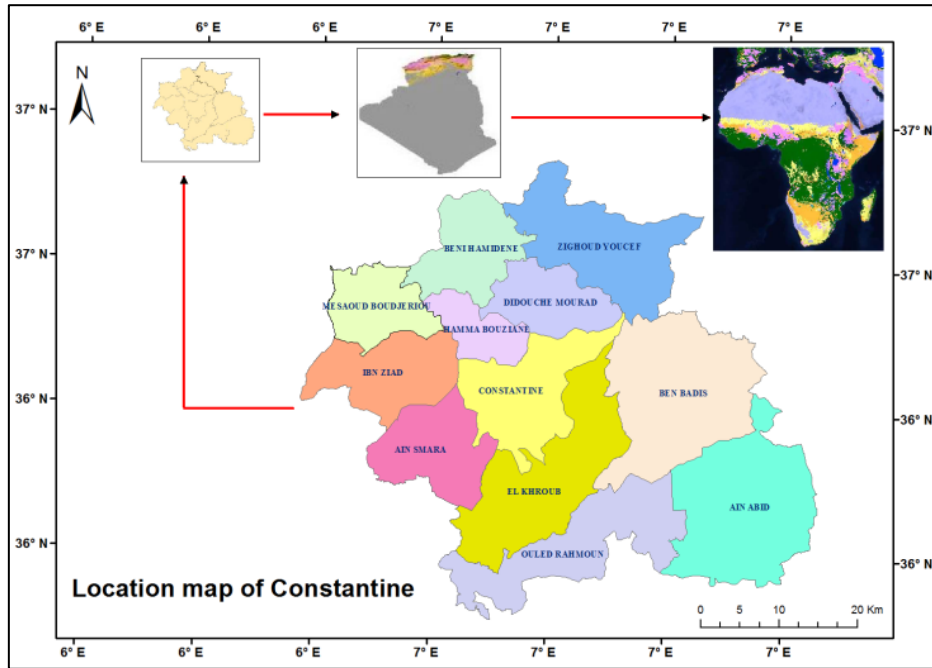 6° E 6° E 6° E 7° E 7° E 7° E 7° E
N
37° N
37° N
37° N
37° N
36° N
36° N
36° N
36° N
BENI HAMIDENE
ZIGHOUD YOUCEF
MESAOUD BOUDJERIOU
DIDOUCHE MOURAD
HAMMA BOUZIANE
IBN ZIAD
CONSTANTINE
BEN BADIS
AIN SMARA
EL KHROUB
AIN ABID
OULED RAHMOUN
Location map of Constantine
0 5 10 20 Km
6° E 6° E 6° E 7° E 7° E 7° E 7° E